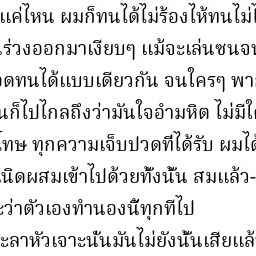 แค่ไหน ผมก็ทนได้ไม่ร้องไห้ทนไม่
ร่วงออกมาเงียบๆ แม้จะเล่นซนจน
ดทนได้แบบเดียวกัน จนใครๆ พา
นก็ไปไกลถึงว่ามันใจอำมหิต ไม่มี
โทษ ทุกความเจ็บปวดที่ได้รับ ผมได้
นิดผสมเข้าไปด้วยทั้งนั้น สมแล้ว-
ะว่าตัวเองทำนองนี้ทุกทีไป
ะลาหัวเจาะนั่นมันไม่ยังนั้นเสียแล้